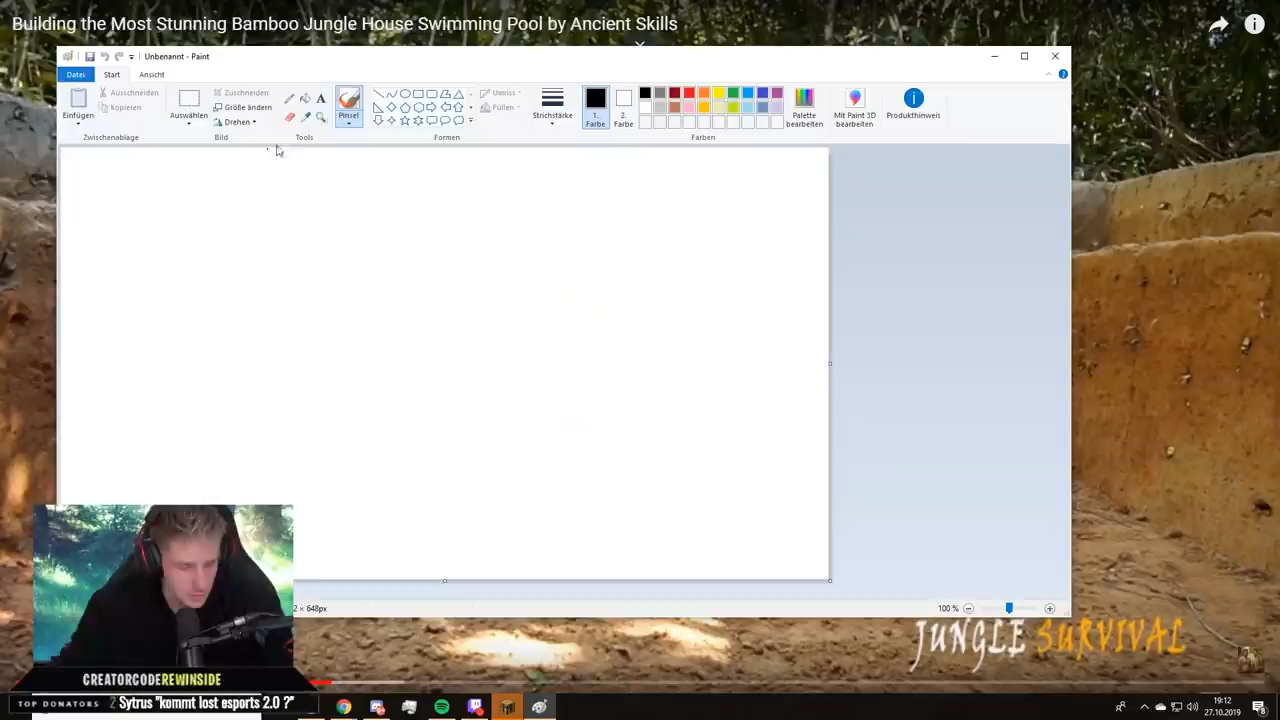 Building the Most Stunning Bamboo Jungle House Swimming Pool by Ancient Skills
Unbenannt - Paint
Datei Start Ansicht
Einfügen
Ausschneiden
Kopieren
Zwischenablage
Auswählen
Zuschneiden
Größe ändern
Drehen
Bild
A
Tools
Pinsel
Umriss
Füllen
Formen
Strichstärke
1. Farbe
2. Farbe
Palette bearbeiten
Farben
Mit Paint 3D bearbeiten
Produkthinweis
2 × 648px
100 %
JUNGLE SURVIVAL
CREATORCODEREWINSIDE
TOP DONATORS 2 Sytrus "kommt lost esports 2.0 ?"
19:12
27.10.2019
8